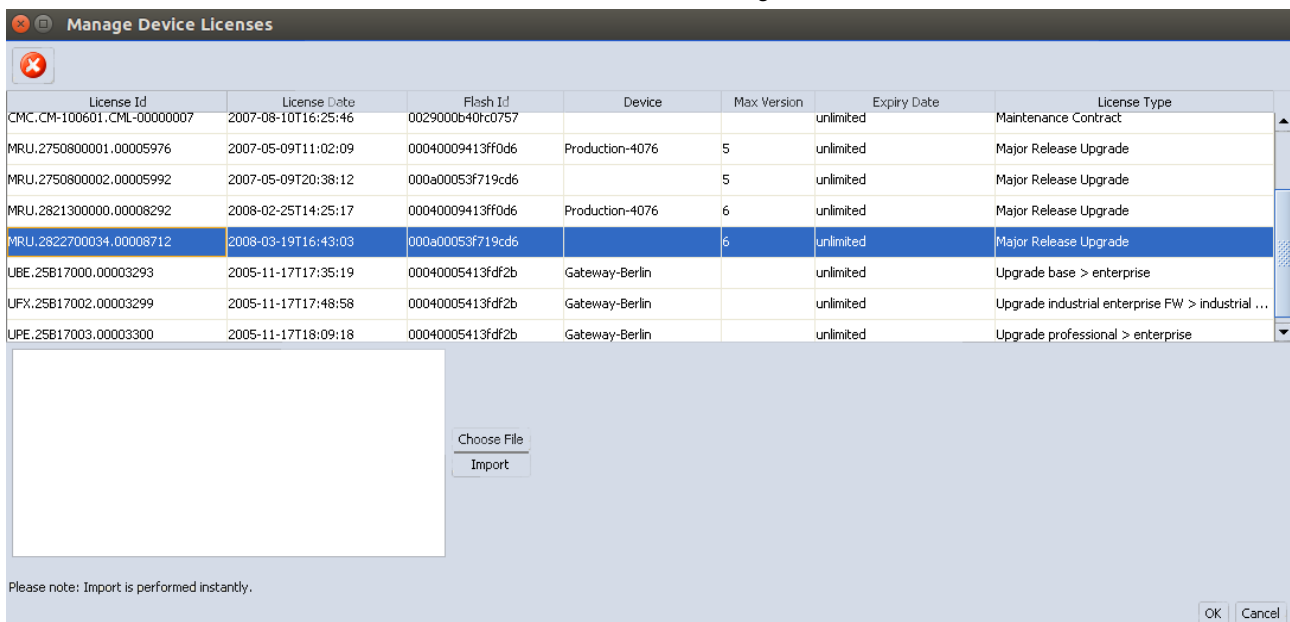 Manage Device Licenses
License Id License Date Flash Id Device Max Version Expiry Date License Type
CMC.CM-100601.CML-00000007 2007-08-10T16:25:46 0029000b40fc0757 unlimited Maintenance Contract
MRU.2750800001.00005976 2007-05-09T11:02:09 00040009413ff0d6 Production-4076 5 unlimited Major Release Upgrade
MRU.2750800002.00005992 2007-05-09T20:38:12 000a00053f719cd6 5 unlimited Major Release Upgrade
MRU.2821300000.00008292 2008-02-25T14:25:17 00040009413ff0d6 Production-4076 6 unlimited Major Release Upgrade
MRU.2822700034.00008712 2008-03-19T16:43:03 000a00053f719cd6 6 unlimited Major Release Upgrade
UBE.25B17000.00003293 2005-11-17T17:35:19 00040005413fdf2b Gateway-Berlin unlimited Upgrade base > enterprise
UFX.25B17002.00003299 2005-11-17T17:48:58 00040005413fdf2b Gateway-Berlin unlimited Upgrade industrial enterprise FW > industrial ...
UPE.25B17003.00003300 2005-11-17T18:09:18 00040005413fdf2b Gateway-Berlin unlimited Upgrade professional > enterprise
Choose File
Import
Please note: Import is performed instantly.
OK Cancel